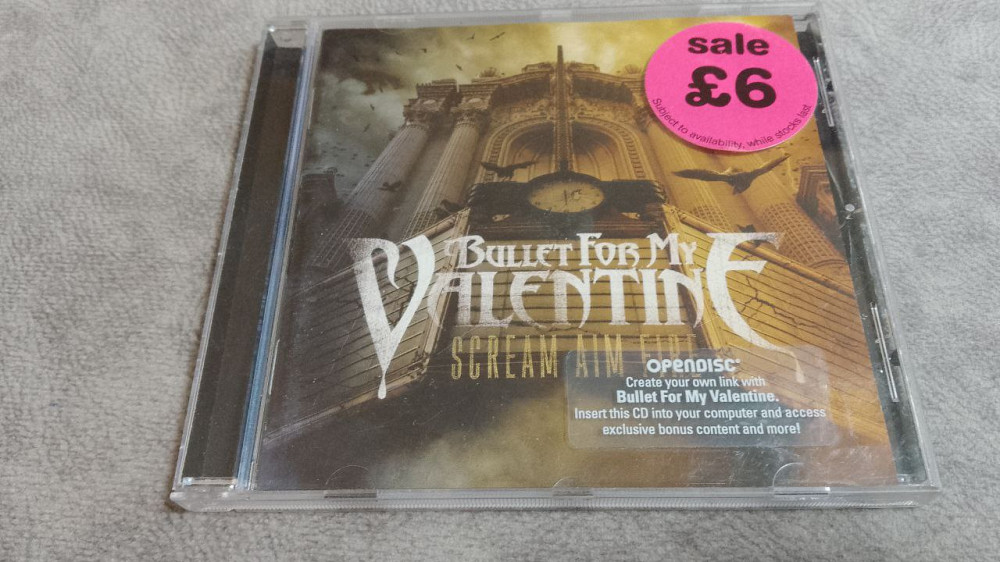 sale
£6
Subject to availability, while stocks last
BULLET FOR MY
VALENTINE
SCREAM AIM FIRE
OPENDISC
Create your own link with
Bullet For My Valentine.
Insert this CD into your computer and access
exclusive bonus content and more!